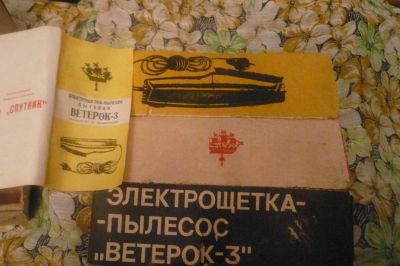 "СПУТНИК"
ЭЛЕКТРОЩЕТКА-ПЫЛЕСОС
БЫТОВАЯ
ВЕТЕРОК-3
ЭЛЕКТРОЩЕТКА-
-ПЫЛЕСОС
„ВЕТЕРОК-3"